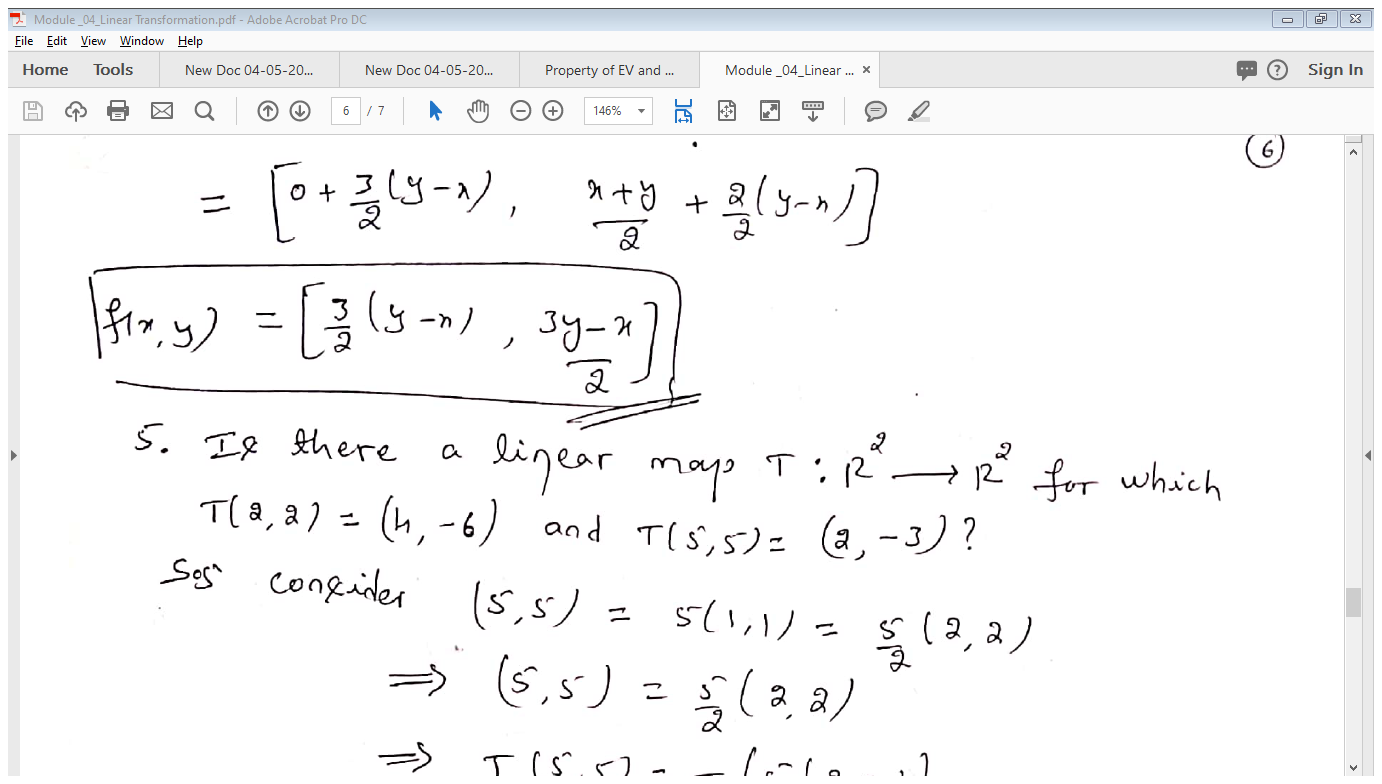 Module _04_Linear Transformation.pdf - Adobe Acrobat Pro DC
File Edit View Window Help
Home Tools New Doc 04-05-20... New Doc 04-05-20... Property of EV and ... Module _04_Linear ... × ? Sign In
6 / 7 146%
6
= [0 + 3/2 (y-x), x+y/2 + 2/2 (y-x)]
f(x,y) = [3/2 (y-x), 3y-x/2]
5. Is there a linear map T : R² → R² for which
T(2,2) = (4,-6) and T(5,5) = (2,-3)?
Solⁿ consider (5,5) = 5(1,1) = 5/2 (2,2)
⟹ (5,5) = 5/2 (2,2)
⟹ T(5,5) =